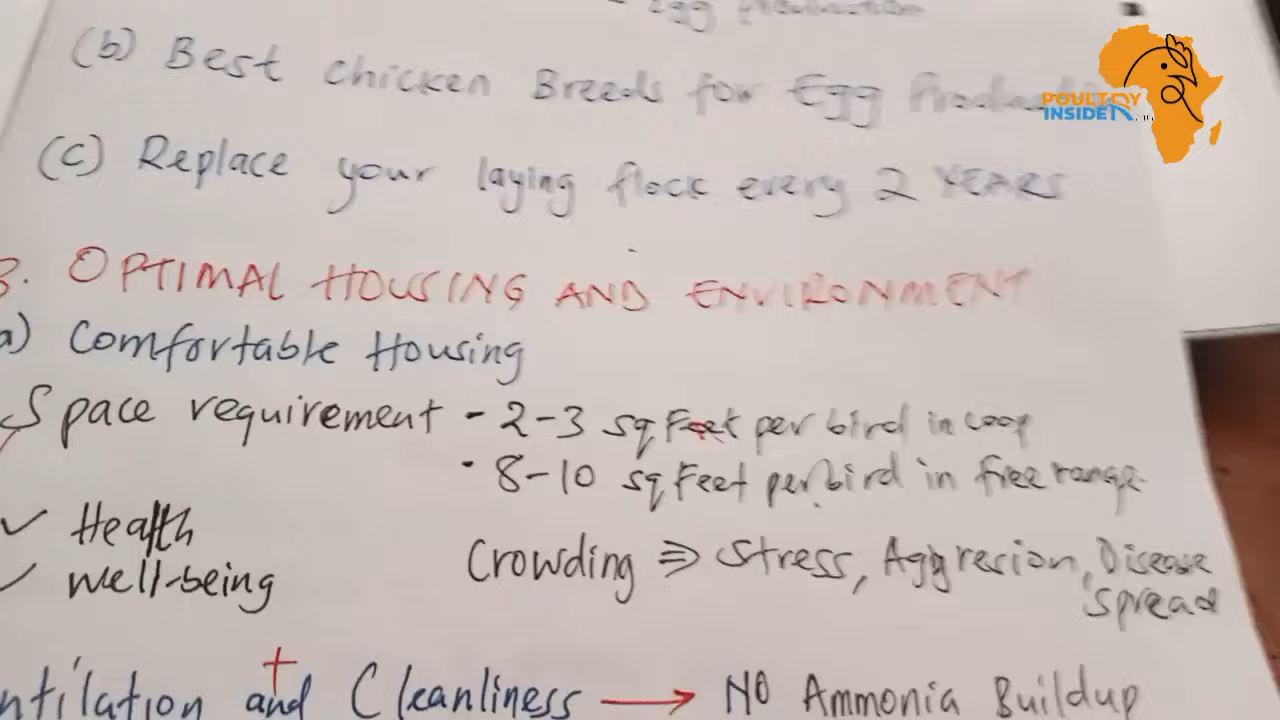 Egg
(b) Best chicken Breeds for Egg
POULTRY
INSIDER
(c) Replace your laying flock every 2 YEARS
3. OPTIMAL HOUSING AND ENVIRONMENT
a) Comfortable Housing
Space requirement - 2-3 sq Feet per bird in coop
· 8-10 sq Feet per bird in free range
✓ Health
✓ Well-being
Crowding ⇒ Stress, Aggresion, Disease
spread
+
ntilation and Cleanliness → NO Ammonia Buildup